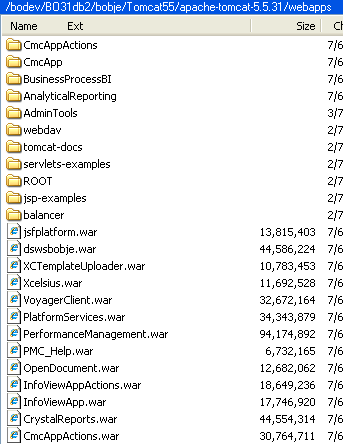 /bodev/BO31db2/bobje/Tomcat55/apache-tomcat-5.5.31/webapps
Name Ext Size Ch
CmcAppActions 7/6
CmcApp 7/6
BusinessProcessBI 7/6
AnalyticalReporting 7/6
AdminTools 3/7
webdav 2/7
tomcat-docs 2/7
servlets-examples 2/7
ROOT 2/7
jsp-examples 2/7
balancer 2/7
jsfplatform.war 13,815,403 7/6
dswsbobje.war 44,586,224 7/6
XCTemplateUploader.war 10,783,453 7/6
Xcelsius.war 11,692,528 7/6
VoyagerClient.war 32,672,164 7/6
PlatformServices.war 34,343,879 7/6
PerformanceManagement.war 94,174,892 7/6
PMC_Help.war 6,732,165 7/6
OpenDocument.war 12,682,062 7/6
InfoViewAppActions.war 18,649,236 7/6
InfoViewApp.war 17,746,920 7/6
CrystalReports.war 44,554,314 7/6
CmcAppActions.war 30,764,711 7/6